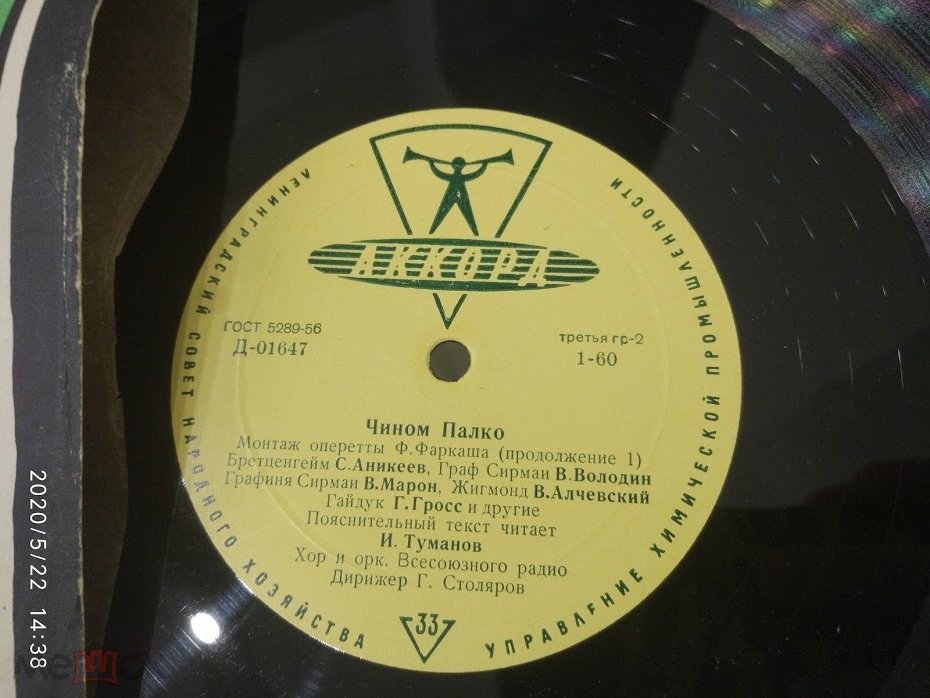 ЛЕНИНГРАДСКИЙ СОВЕТ НАРОДНОГО ХОЗЯЙСТВА
УПРАВЛЕНИЕ ХИМИЧЕСКОЙ ПРОМЫШЛЕННОСТИ
АККОРД
ГОСТ 5289-56
Д-01647
третья гр-2
1-60
Чином Палко
Монтаж оперетты Ф.Фаркаша (продолжение 1)
Бретценгейм С.Аникеев, Граф Сирмаи В.Володин
Графиня Сирмаи В.Марон, Жигмонд В.Алчевский
Гайдук Г.Гросс и другие
Пояснительный текст читает
И. Туманов
Хор и орк. Всесоюзного радио
Дирижер Г. Столяров
33
2020/5/22 14:38
мешо